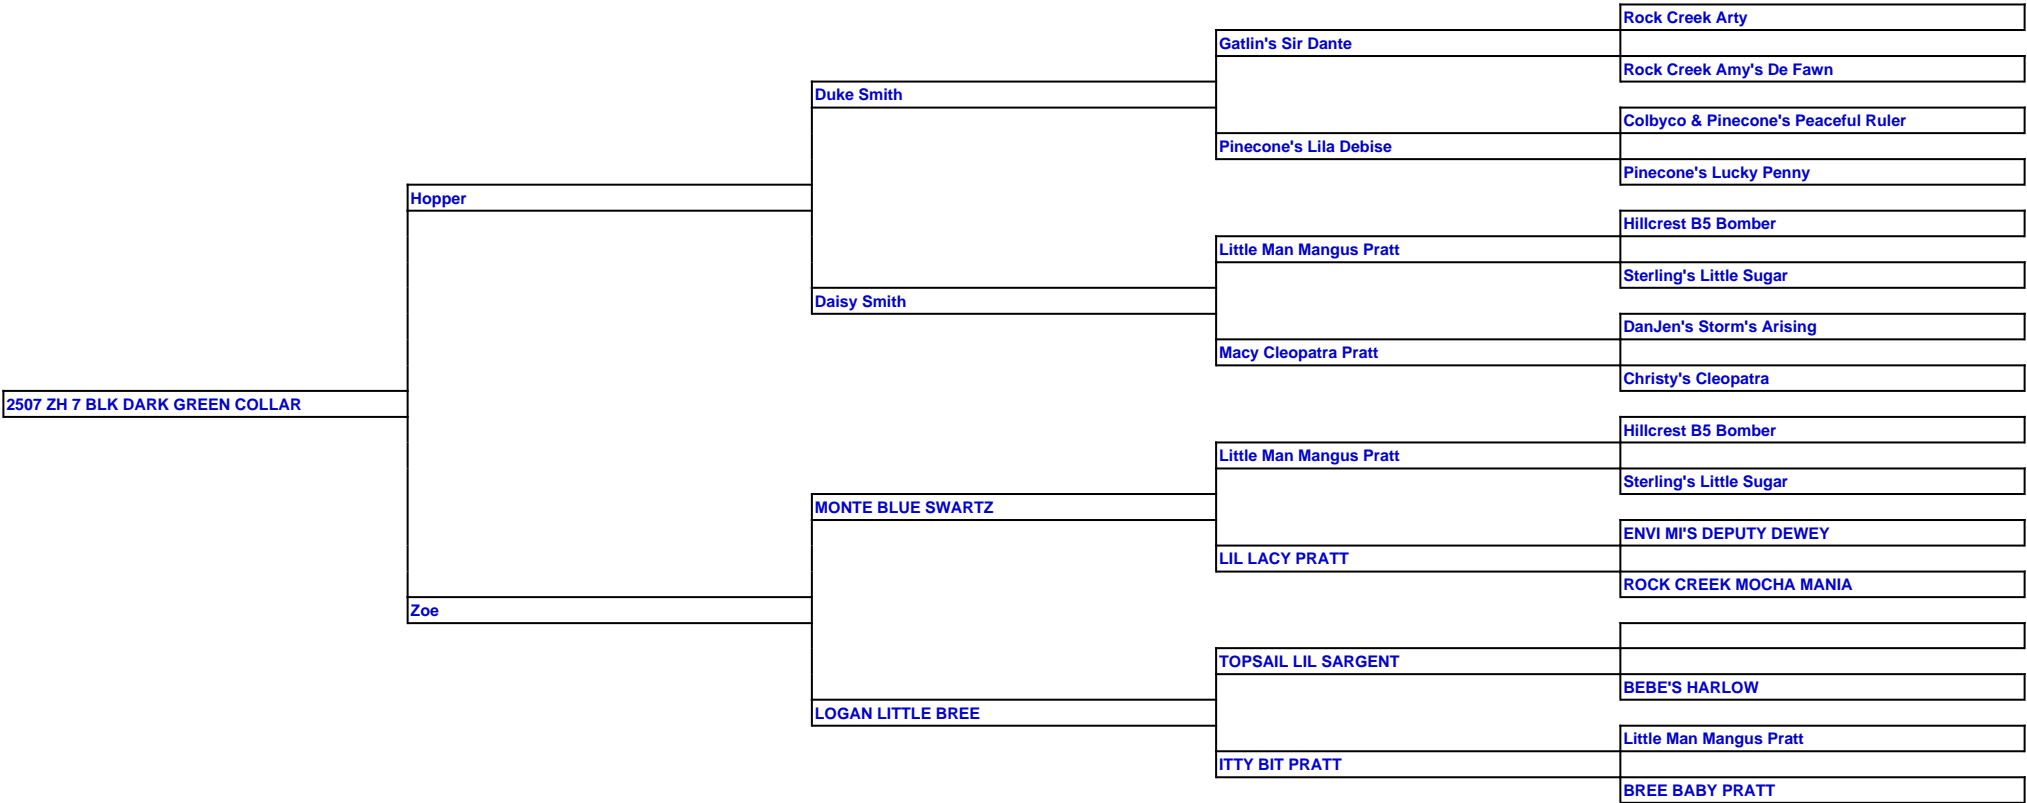 Rock Creek Arty
Gatlin's Sir Dante
Rock Creek Amy's De Fawn
Duke Smith
Colbyco & Pinecone's Peaceful Ruler
Pinecone's Lila Debise
Pinecone's Lucky Penny
Hopper
Hillcrest B5 Bomber
Little Man Mangus Pratt
Sterling's Little Sugar
Daisy Smith
DanJen's Storm's Arising
Macy Cleopatra Pratt
Christy's Cleopatra
2507 ZH 7 BLK DARK GREEN COLLAR
Hillcrest B5 Bomber
Little Man Mangus Pratt
Sterling's Little Sugar
MONTE BLUE SWARTZ
ENVI MI'S DEPUTY DEWEY
LIL LACY PRATT
ROCK CREEK MOCHA MANIA
Zoe
TOPSAIL LIL SARGENT
BEBE'S HARLOW
LOGAN LITTLE BREE
Little Man Mangus Pratt
ITTY BIT PRATT
BREE BABY PRATT